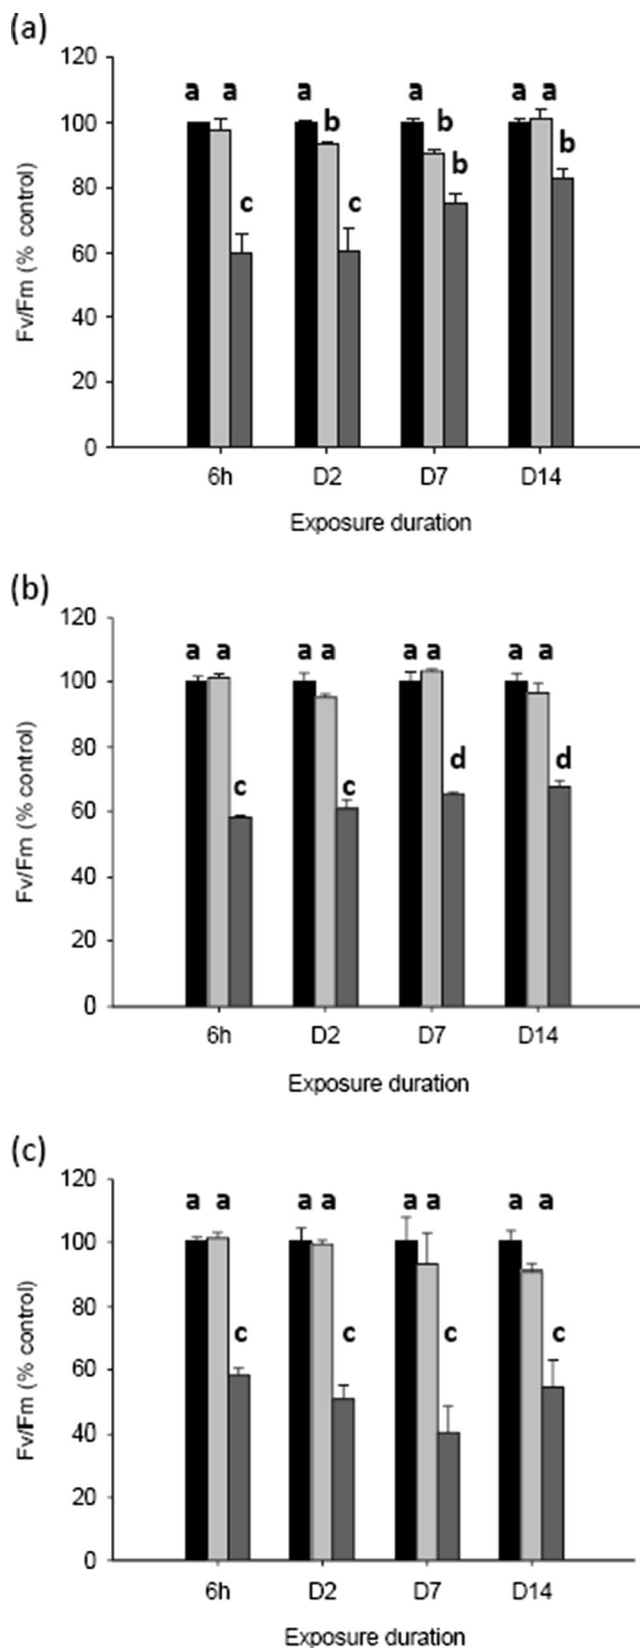 (a)
120
100
80
60
40
20
0
Fv/Fm (% control)
a a a b c a b b a a b
c
6h D2 D7 D14
Exposure duration
(b)
120
100
80
60
40
20
0
Fv/Fm (% control)
a a a a a a a a
c c d d
6h D2 D7 D14
Exposure duration
(c)
120
100
80
60
40
20
0
Fv/Fm (% control)
a a a a a a a a
c c c c
6h D2 D7 D14
Exposure duration